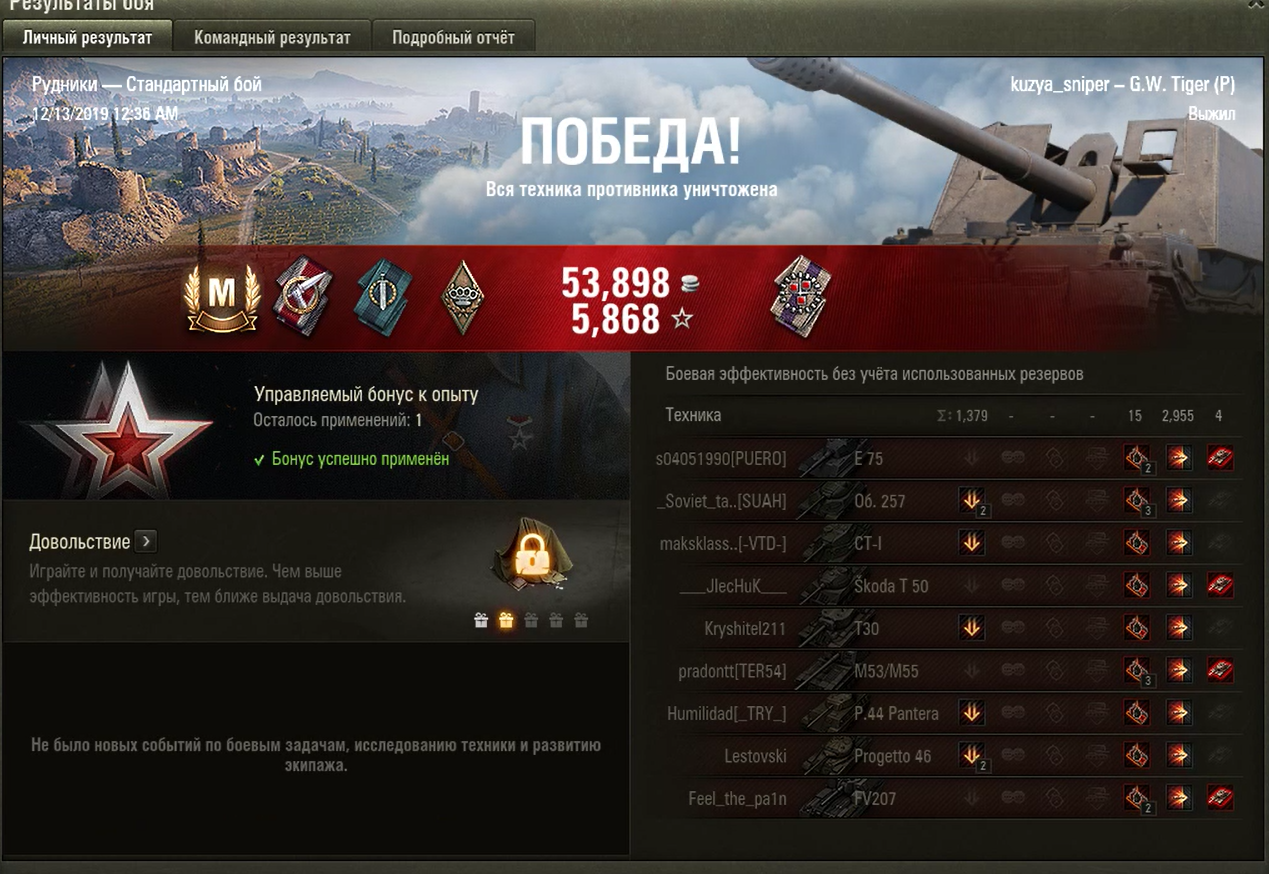 Результаты боя
Личный результат
Командный результат
Подробный отчёт
Рудники — Стандартный бой
12/13/2019 12:36 AM
kuzya_sniper – G.W. Tiger (P)
Выжил
ПОБЕДА!
Вся техника противника уничтожена
M
53,898
5,868
Управляемый бонус к опыту
Осталось применений: 1
Бонус успешно применён
Довольствие
Играйте и получайте довольствие. Чем выше
эффективность игры, тем ближе выдача довольствия.
Не было новых событий по боевым задачам, исследованию техники и развитию
экипажа.
Боевая эффективность без учёта использованных резервов
Техника Σ: 1,379 - - - 15 2,955 4
s04051990[PUERO] E 75 2
_Soviet_ta..[SUAH] Об. 257 2 3
maksklass..[-VTD-] СТ-I
___JlecHuK___ Škoda T 50
Kryshitel211 T30
pradontt[TER54] M53/M55 3
Humilidad[_TRY_] P.44 Pantera
Lestovski Progetto 46 2
Feel_the_pa1n FV207 2